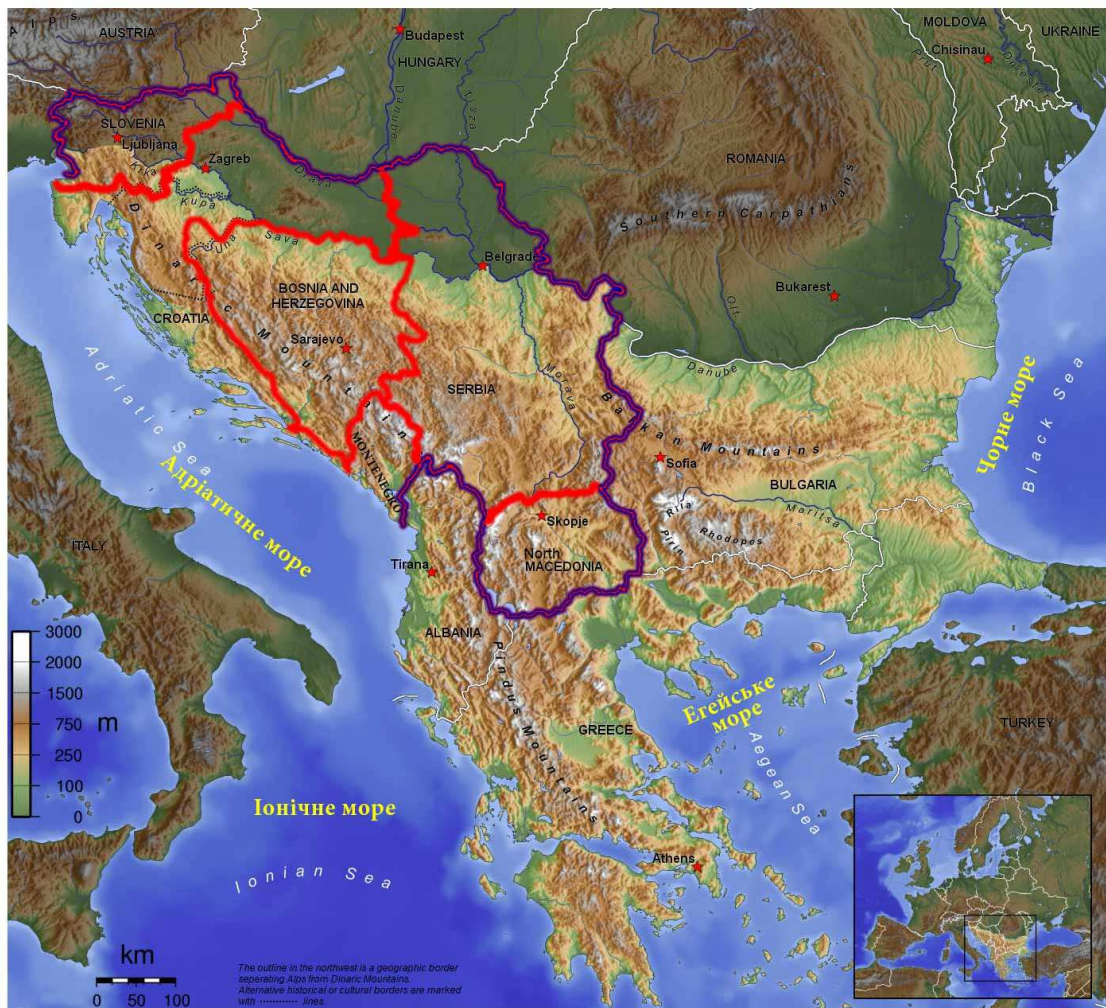 Alps
AUSTRIA
Budapest
HUNGARY
Danube
Tisza
MOLDOVA
UKRAINE
Chisinau
Prut
Dniestr
SLOVENIA
Ljubljana
Krka
Zagreb
Kupa
Drava
ROMANIA
Southern Carpathians
Una
Sava
Belgrade
Bukarest
Olt
Dinaric Mountains
BOSNIA AND
HERZEGOVINA
CROATIA
Sarajevo
SERBIA
Morava
Danube
Balkan Mountains
Adriatic Sea
Адріатичне море
Чорне море
Black Sea
MONTENEGRO
Sofia
BULGARIA
Rila
Pirin
Rhodopes
Maritsa
Skopje
North
MACEDONIA
ITALY
Tirana
ALBANIA
Pindus Mountains
GREECE
Егейське
море
Aegean Sea
TURKEY
3000
2000
1500
750
250
100
0
m
Іонічне море
Ionian Sea
Athens
km
0 50 100
The outline in the northwest is a geographic border
seperating Alps from Dinaric Mountains.
Alternative historical or cultural borders are marked
with ············ lines.